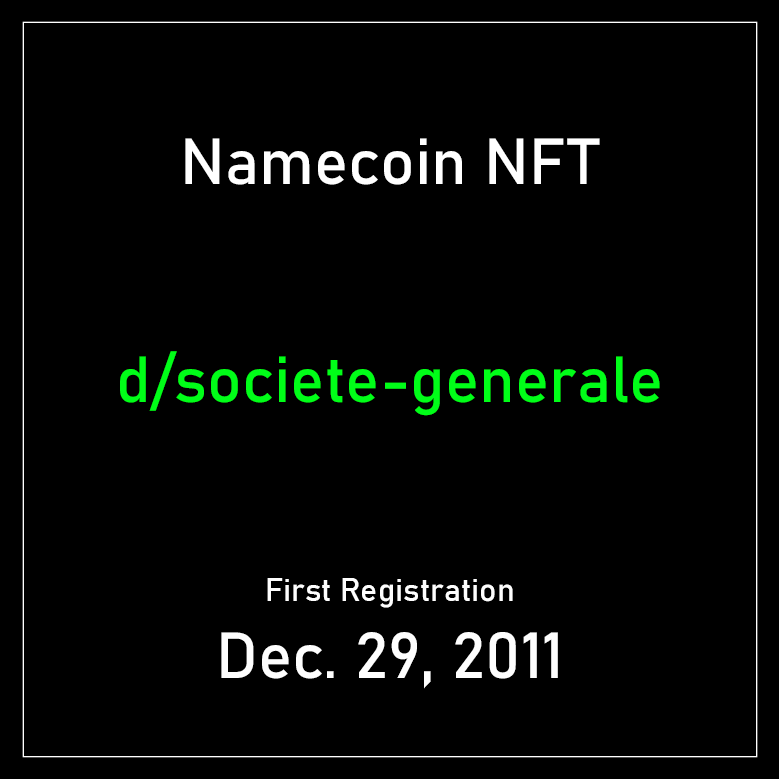 Namecoin NFT
d/societe-generale
First Registration
Dec. 29, 2011